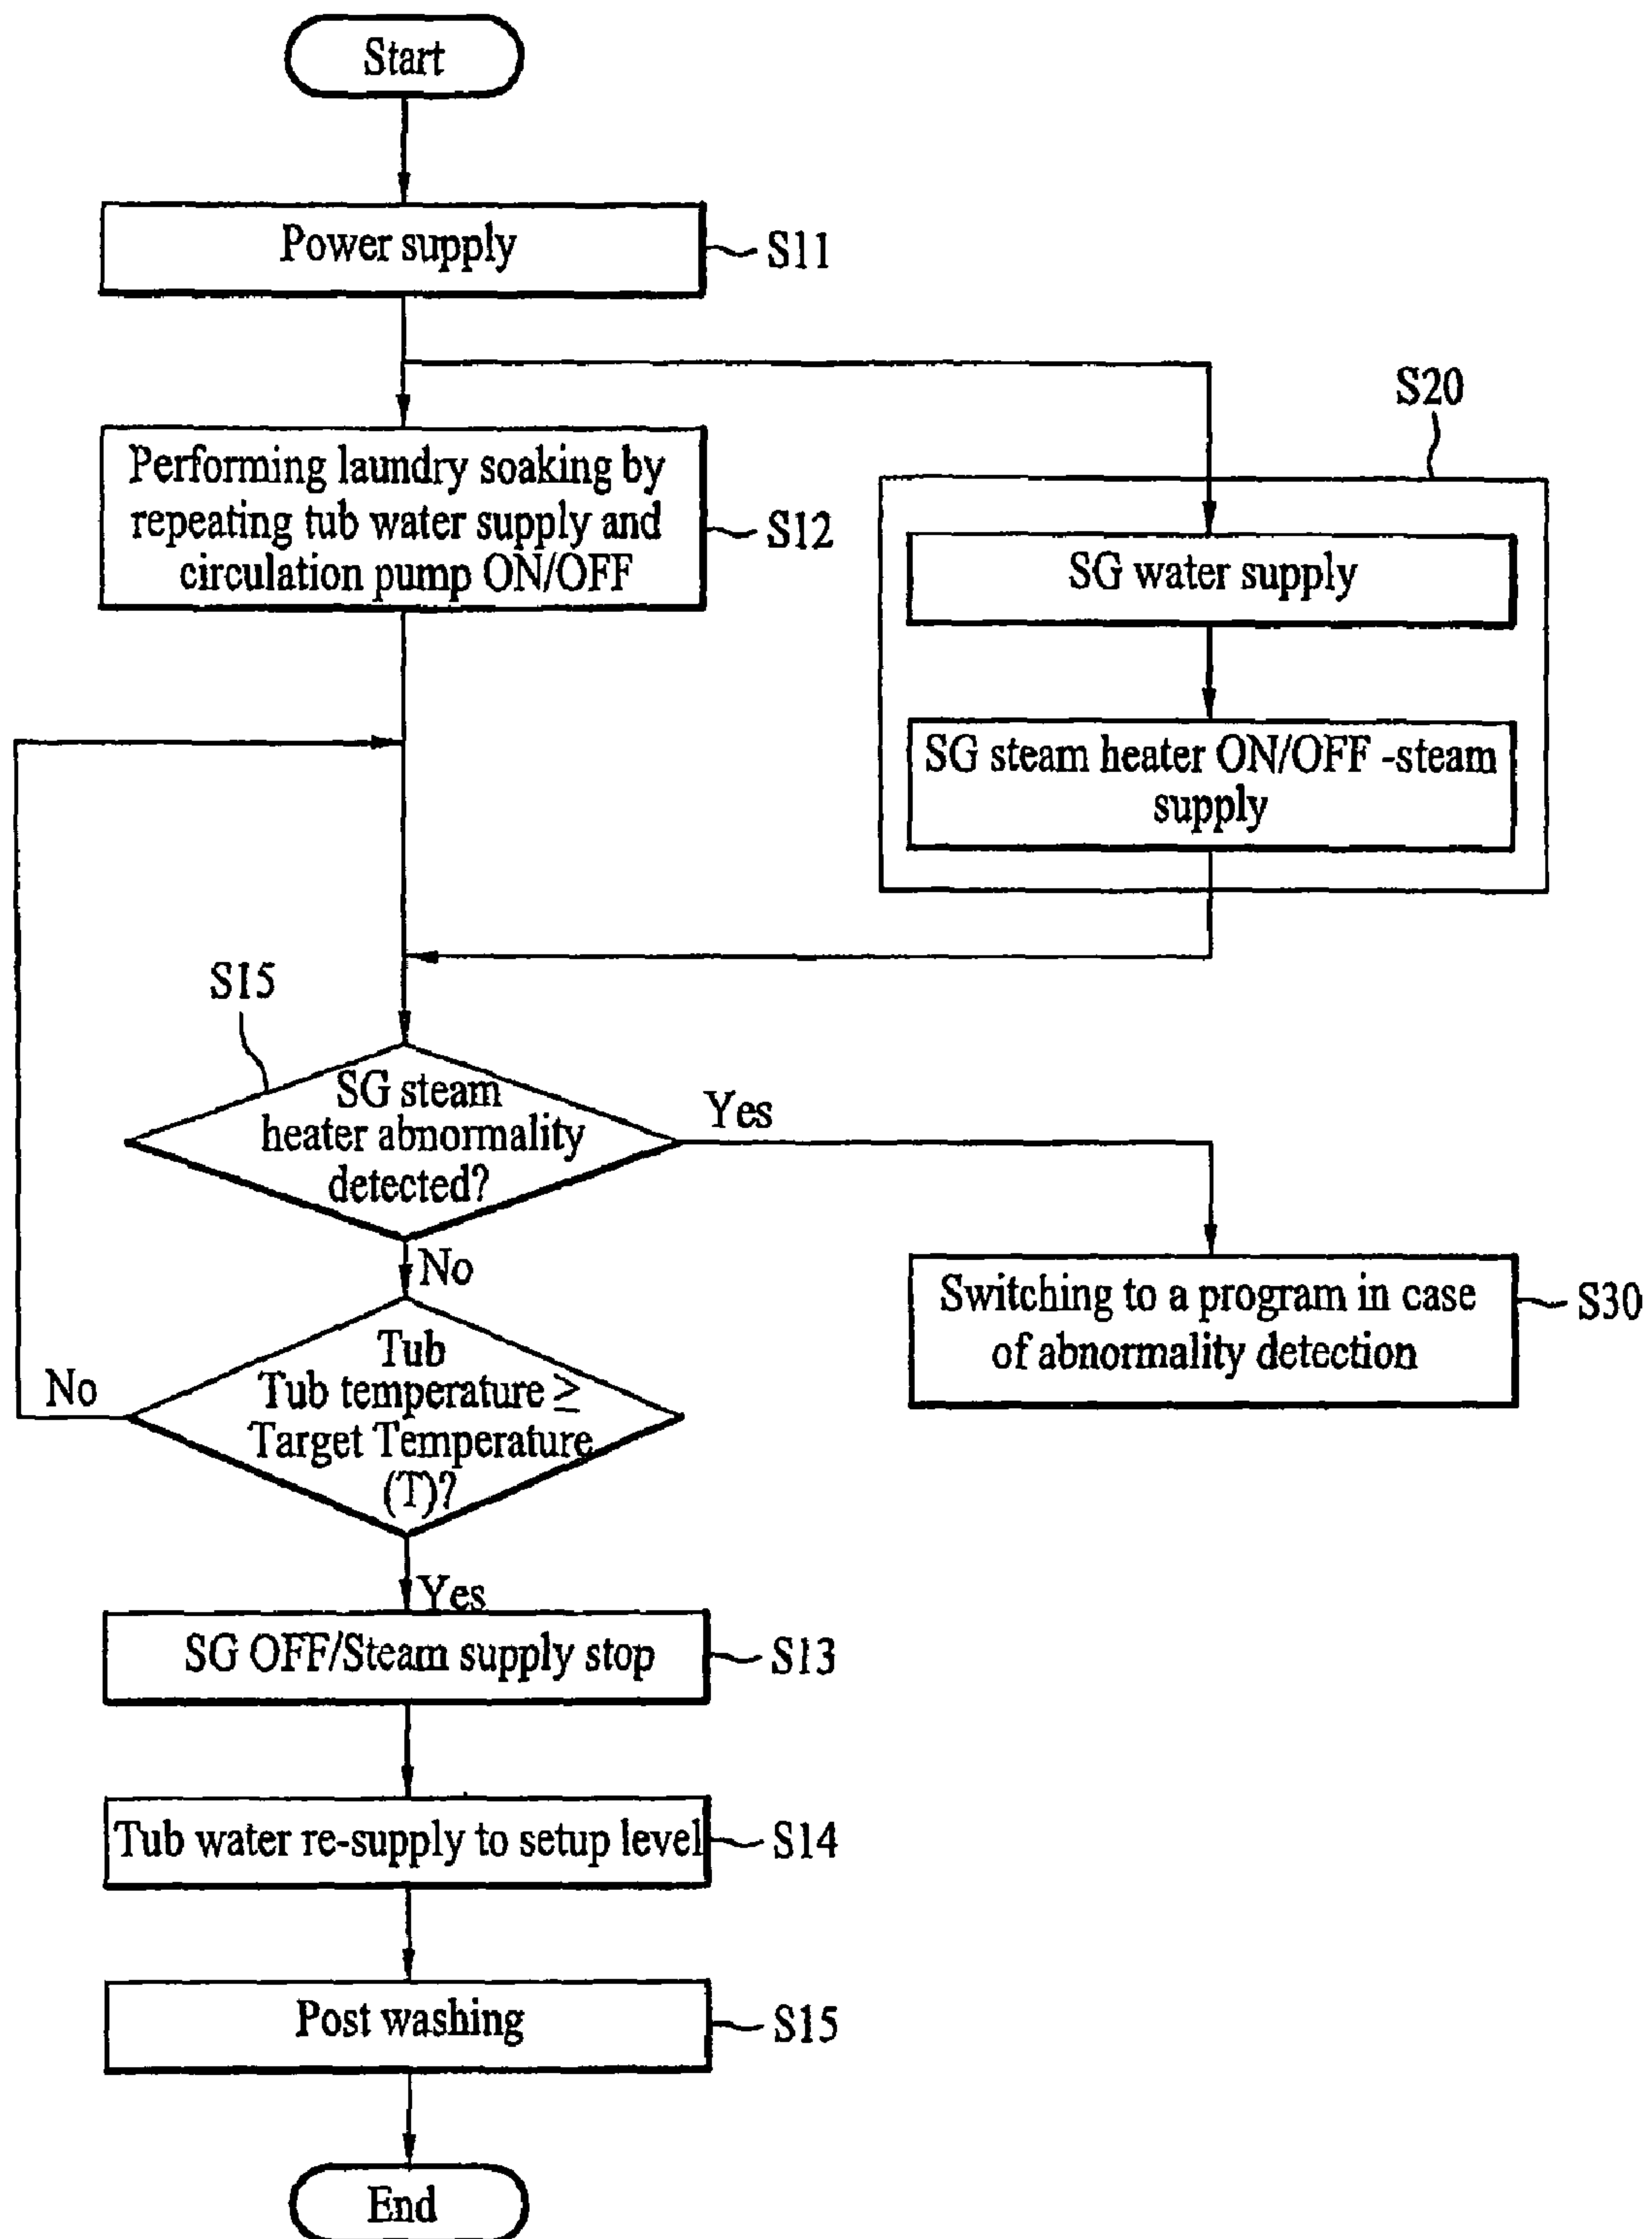 Start
Power supply
S11
S20
Performing laundry soaking by
repeating tub water supply and
circulation pump ON/OFF
S12
SG water supply
SG steam heater ON/OFF -steam
supply
S15
SG steam
heater abnormality
detected?
Yes
No
Switching to a program in case
of abnormality detection
S30
Tub
Tub temperature ≥
Target Temperature
(T)?
No
Yes
SG OFF/Steam supply stop
S13
Tub water re-supply to setup level
S14
Post washing
S15
End